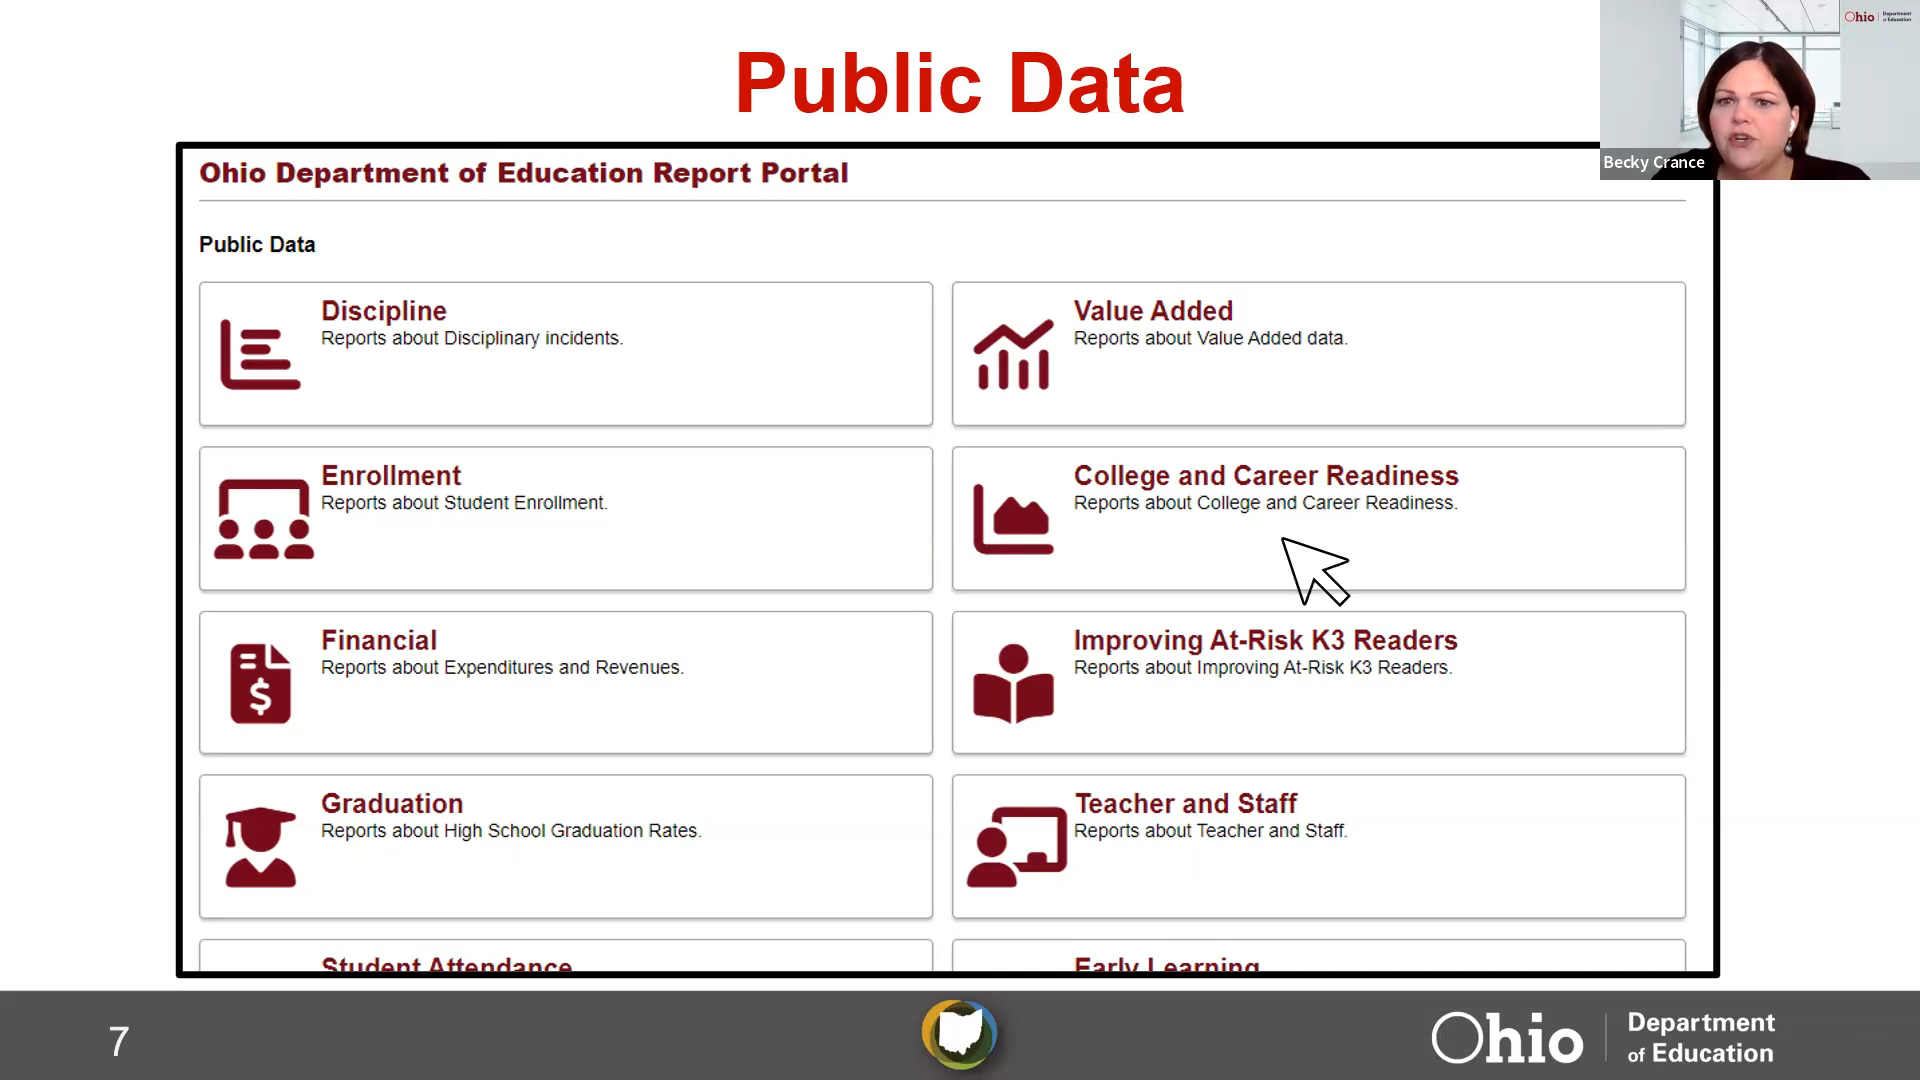 Public Data
Ohio Department of Education
Becky Crance
Ohio Department of Education Report Portal
Public Data
Discipline
Reports about Disciplinary incidents.
Value Added
Reports about Value Added data.
Enrollment
Reports about Student Enrollment.
College and Career Readiness
Reports about College and Career Readiness.
Financial
Reports about Expenditures and Revenues.
Improving At-Risk K3 Readers
Reports about Improving At-Risk K3 Readers.
Graduation
Reports about High School Graduation Rates.
Teacher and Staff
Reports about Teacher and Staff.
Student Attendance
Early Learning
7
Ohio
Department
of Education